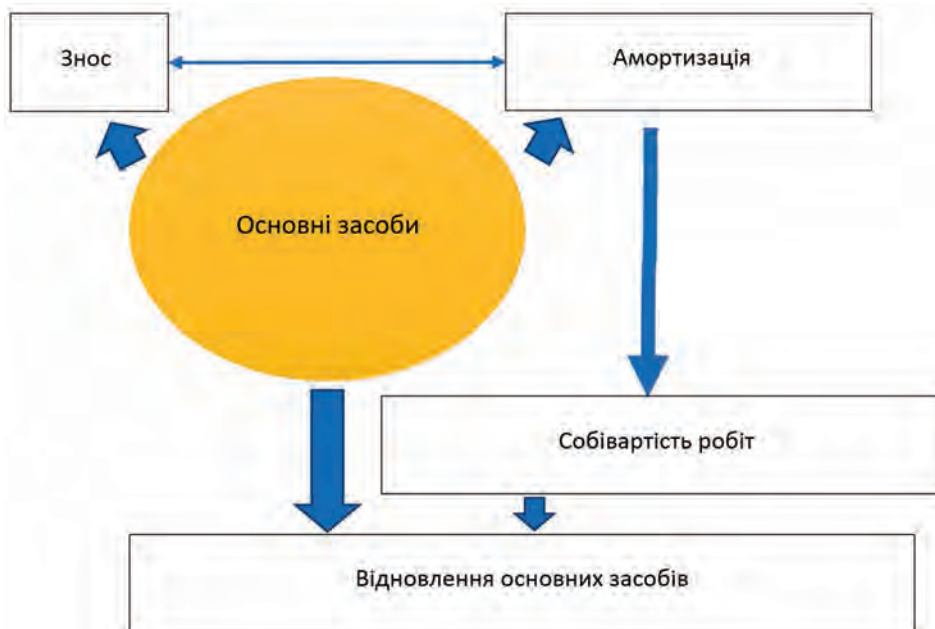 Знос
Амортизація
Основні засоби
Собівартість робіт
Відновлення основних засобів